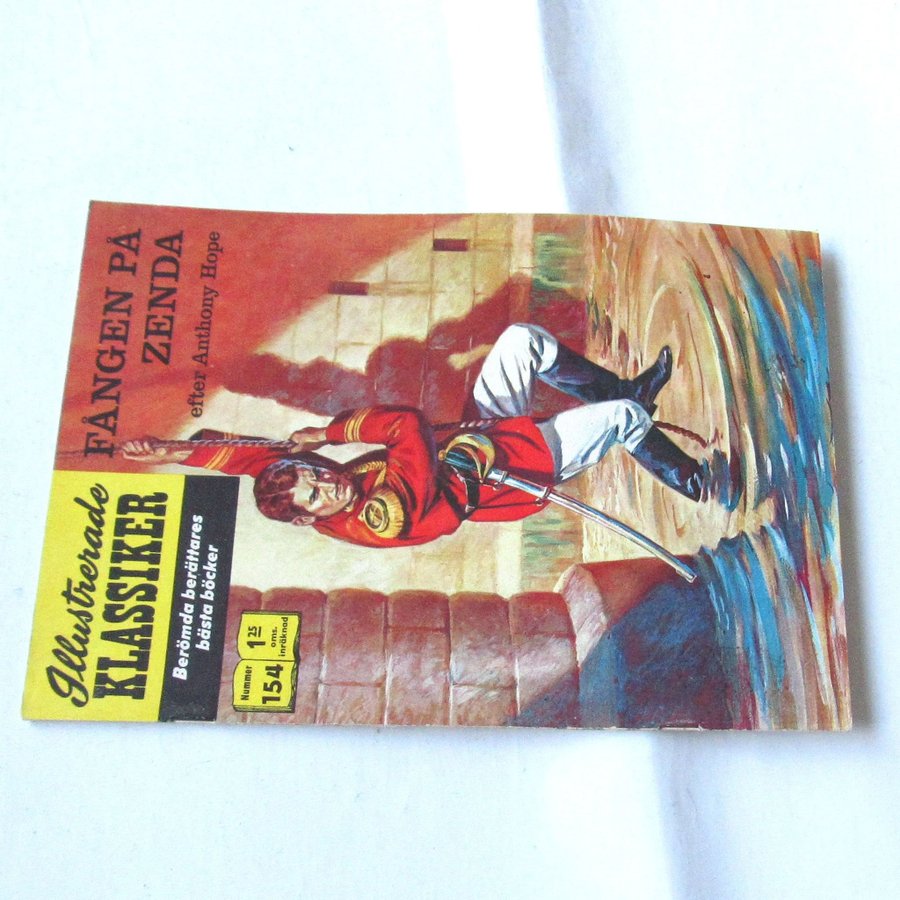 Illustrerade
KLASSIKER
Berömda berättares
bästa böcker
Nummer
154
1 25
oms.
inräknad
FÅNGEN PÅ
ZENDA
efter Anthony Hope